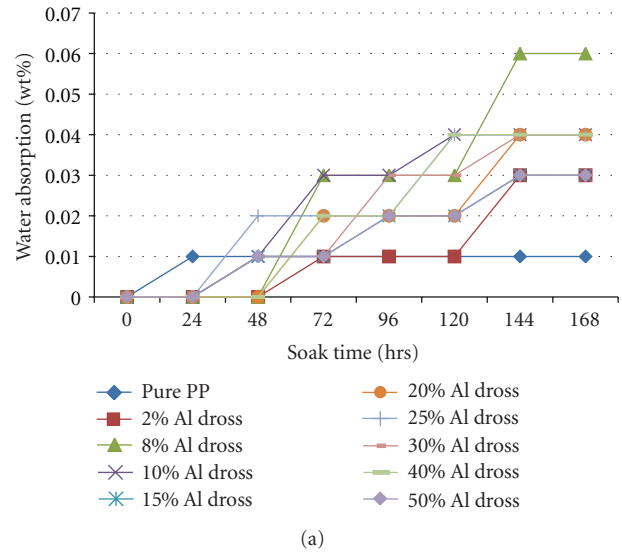 0.07
0.06
0.05
0.04
0.03
0.02
0.01
0
Water absorption (wt%)
0 24 48 72 96 120 144 168
Soak time (hrs)
Pure PP
2% Al dross
8% Al dross
10% Al dross
15% Al dross
20% Al dross
25% Al dross
30% Al dross
40% Al dross
50% Al dross
(a)